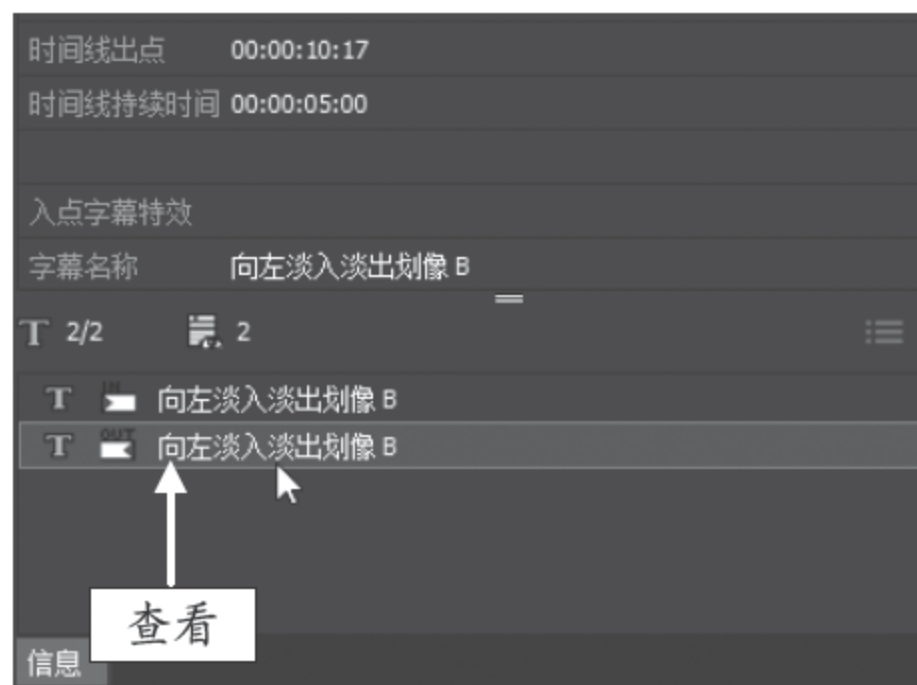 时间线出点 00:00:10:17
时间线持续时间 00:00:05:00
入点字幕特效
字幕名称 向左淡入淡出划像 B
T 2/2 2
T IN 向左淡入淡出划像 B
T OUT 向左淡入淡出划像 B
查看
信息